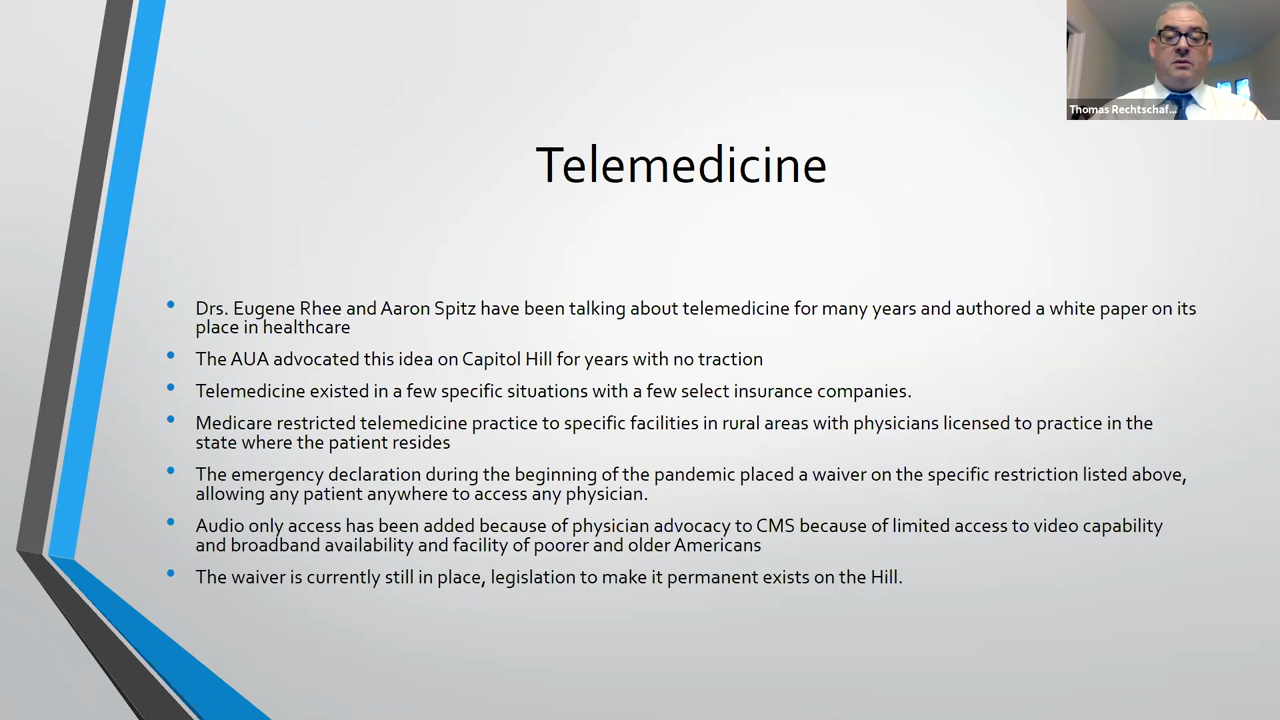 Thomas Rechtschaf...
Telemedicine
Drs. Eugene Rhee and Aaron Spitz have been talking about telemedicine for many years and authored a white paper on its
place in healthcare
The AUA advocated this idea on Capitol Hill for years with no traction
Telemedicine existed in a few specific situations with a few select insurance companies.
Medicare restricted telemedicine practice to specific facilities in rural areas with physicians licensed to practice in the
state where the patient resides
The emergency declaration during the beginning of the pandemic placed a waiver on the specific restriction listed above,
allowing any patient anywhere to access any physician.
Audio only access has been added because of physician advocacy to CMS because of limited access to video capability
and broadband availability and facility of poorer and older Americans
The waiver is currently still in place, legislation to make it permanent exists on the Hill.